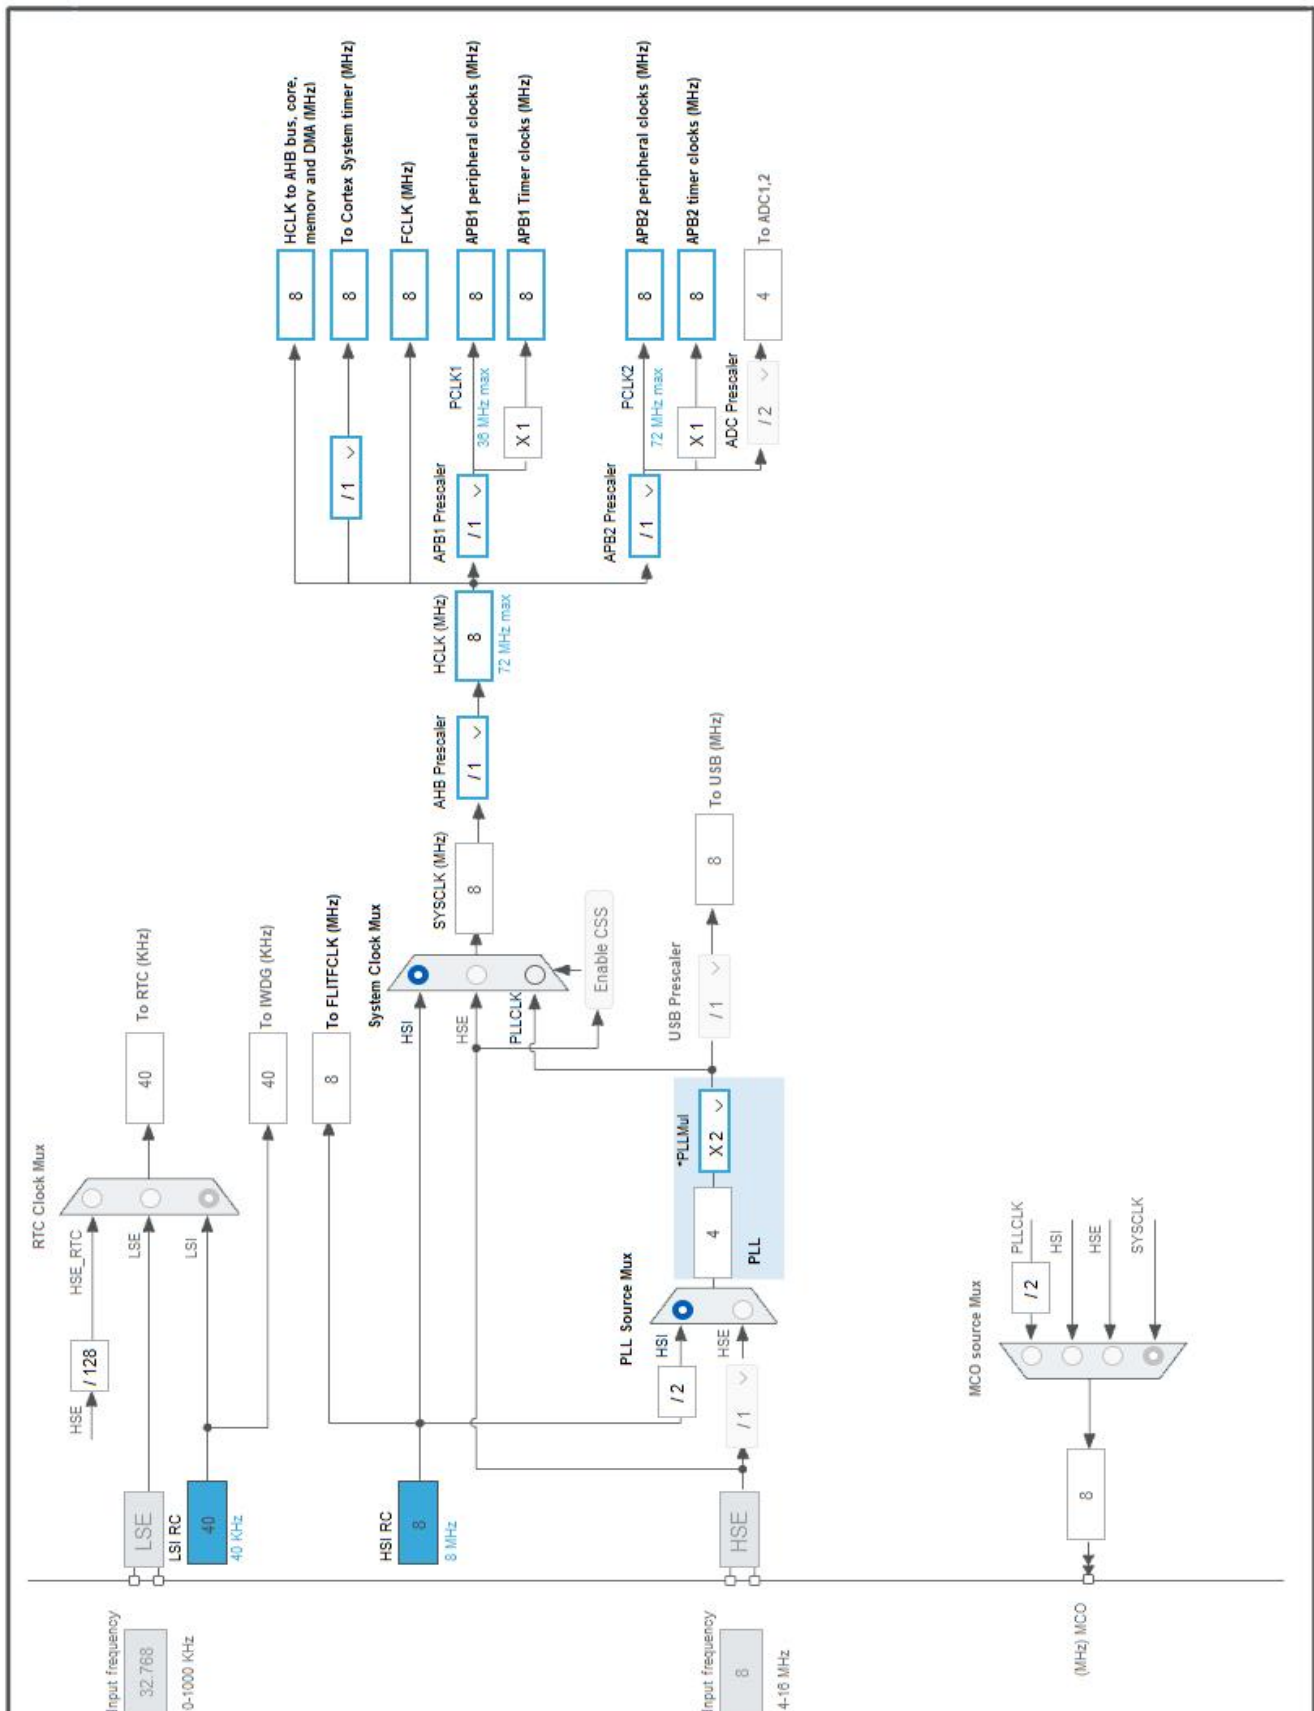 RTC Clock Mux
HSE
/ 128
HSE_RTC
Input frequency
32.768
0-1000 KHz
LSE
LSE
40
To RTC (KHz)
LSI RC
40
40 KHz
LSI
40
To IWDG (KHz)
8
To FLITFCLK (MHz)
HSI RC
8
8 MHz
System Clock Mux
HSI
HSE
PLLCLK
Enable CSS
SYSCLK (MHz)
8
AHB Prescaler
/ 1
HCLK (MHz)
8
72 MHz max
8
HCLK to AHB bus, core,
memory and DMA (MHz)
/ 1
8
To Cortex System timer (MHz)
8
FCLK (MHz)
APB1 Prescaler
/ 1
PCLK1
36 MHz max
8
APB1 peripheral clocks (MHz)
X 1
8
APB1 Timer clocks (MHz)
APB2 Prescaler
/ 1
PCLK2
72 MHz max
8
APB2 peripheral clocks (MHz)
X 1
8
APB2 timer clocks (MHz)
ADC Prescaler
/ 2
4
To ADC1,2
PLL Source Mux
/ 2
HSI
Input frequency
8
4-16 MHz
HSE
/ 1
HSE
4
*PLLMul
X 2
PLL
USB Prescaler
/ 1
8
To USB (MHz)
MCO source Mux
/ 2
PLLCLK
HSI
HSE
SYSCLK
8
(MHz) MCO